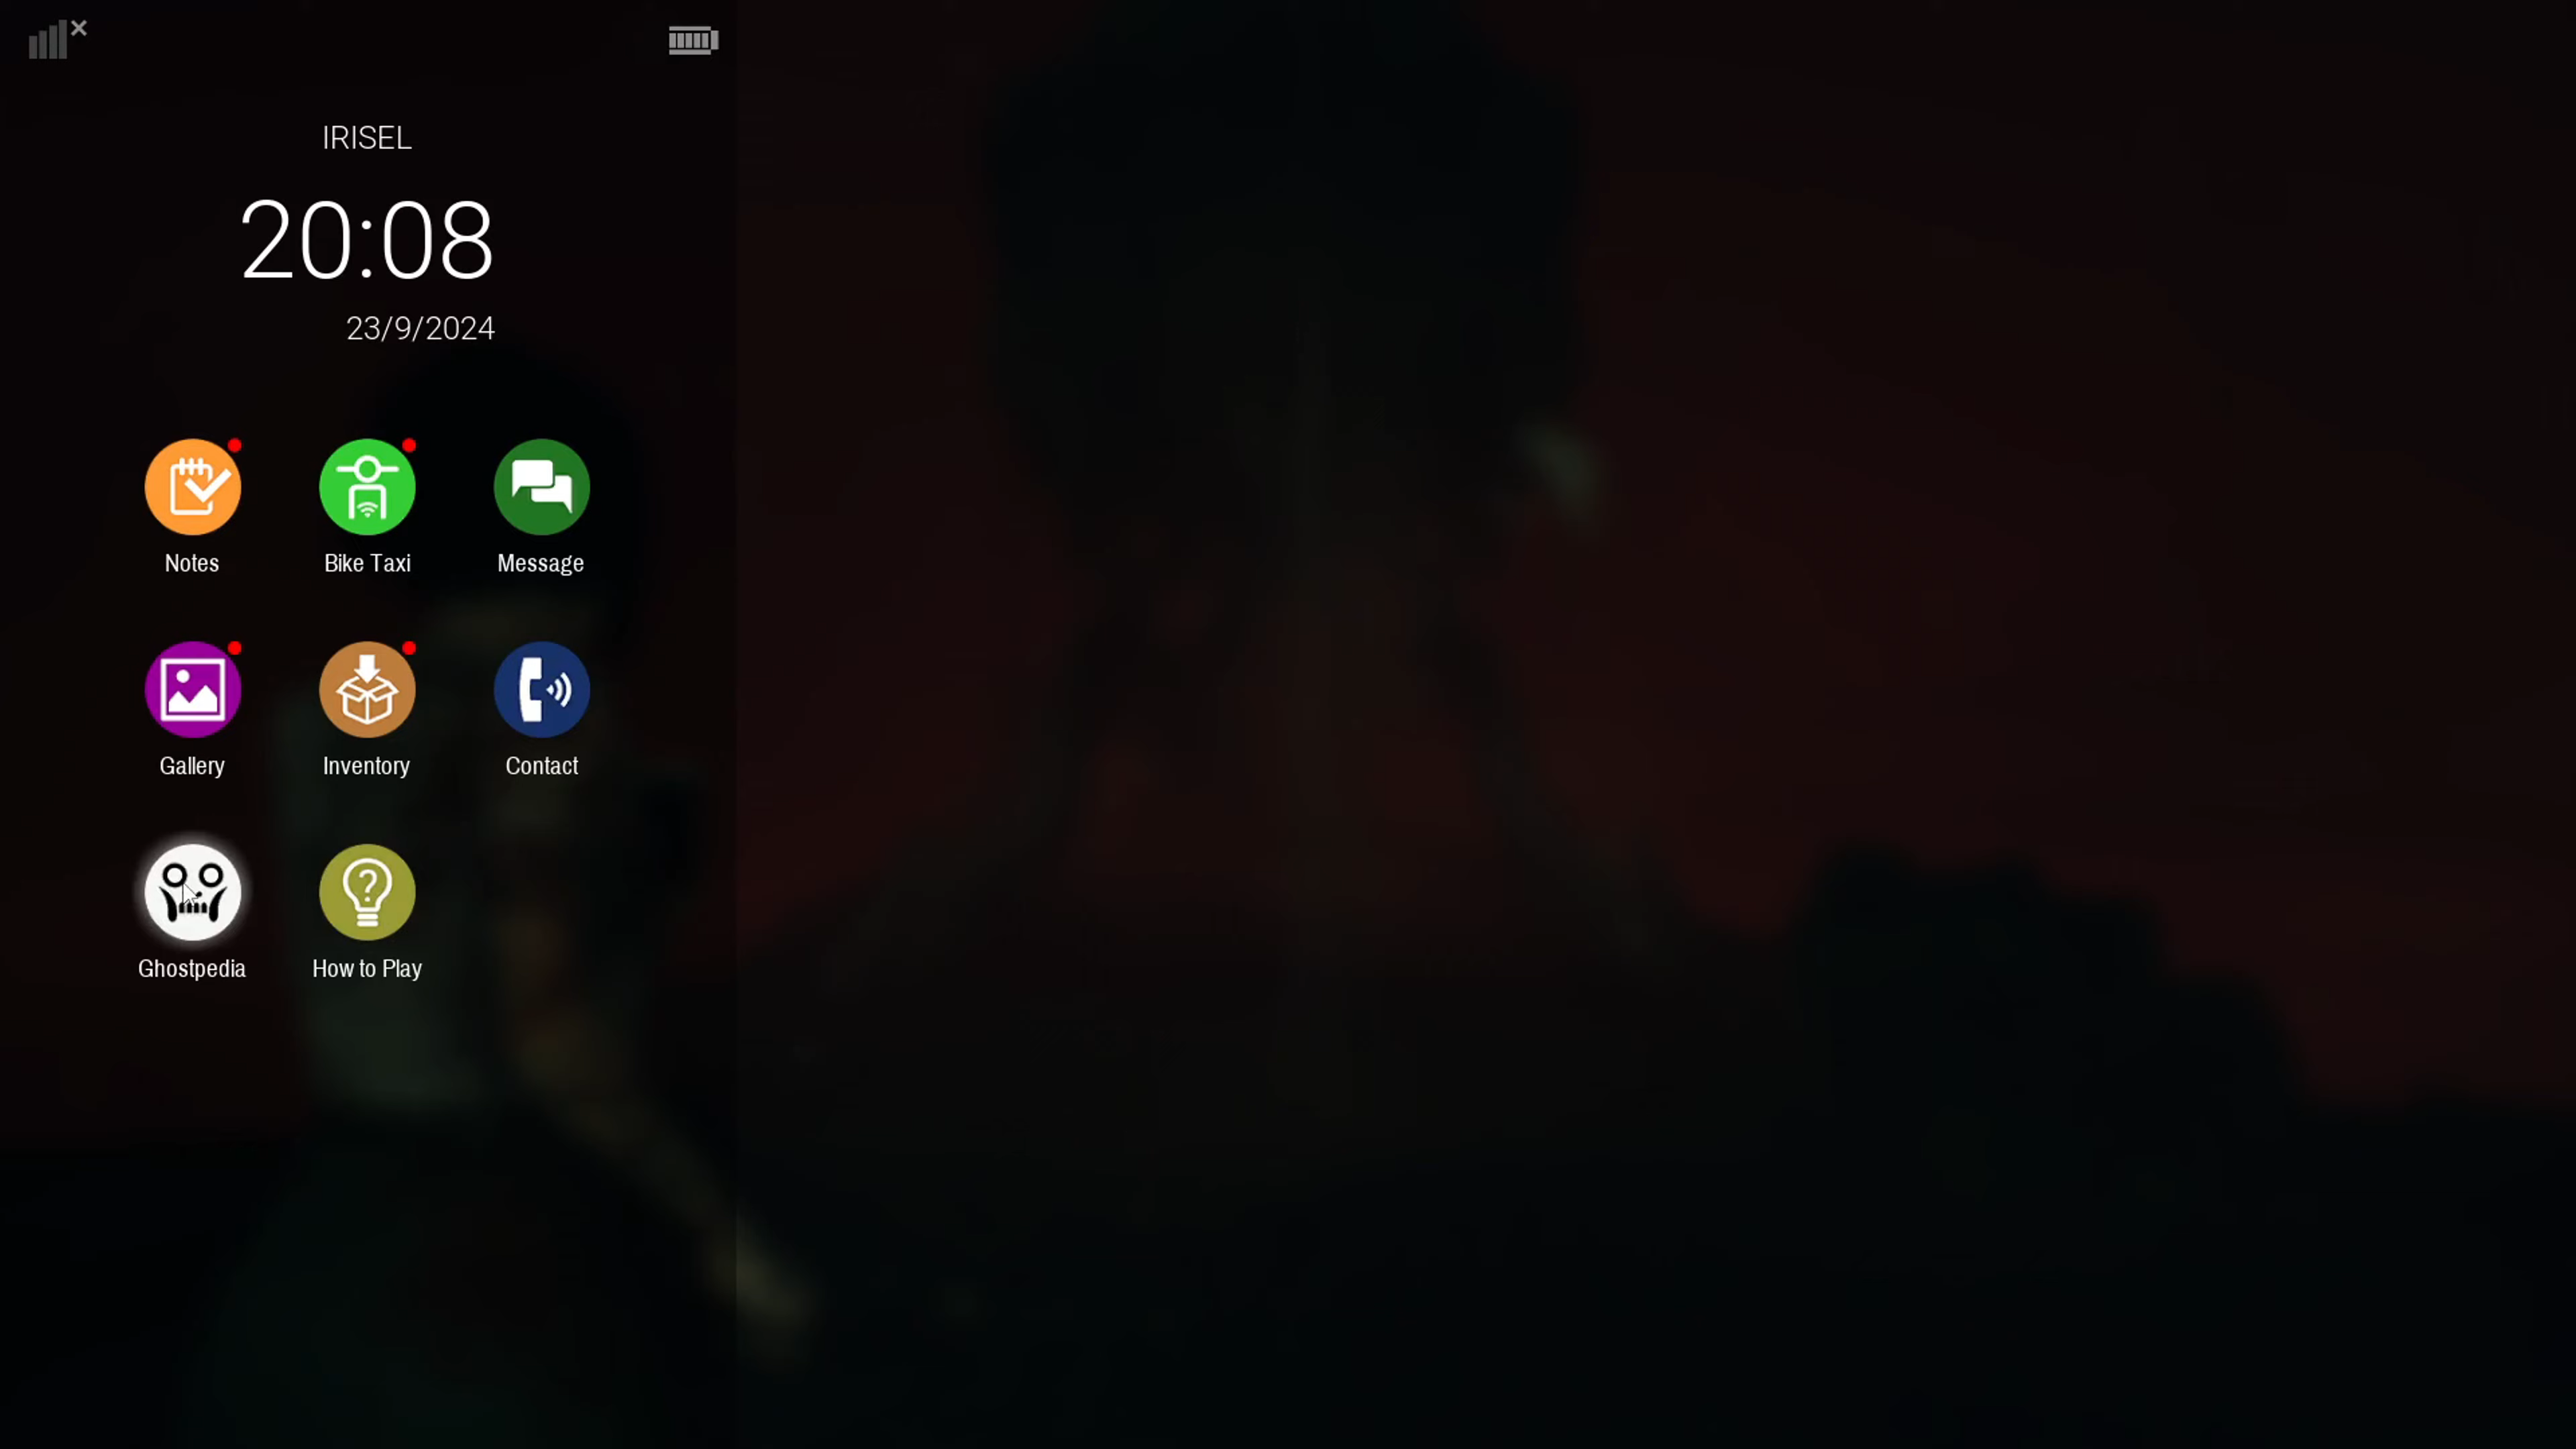 IRISEL
20:08
23/9/2024
Notes
Bike Taxi
Message
Gallery
Inventory
Contact
Ghostpedia
How to Play